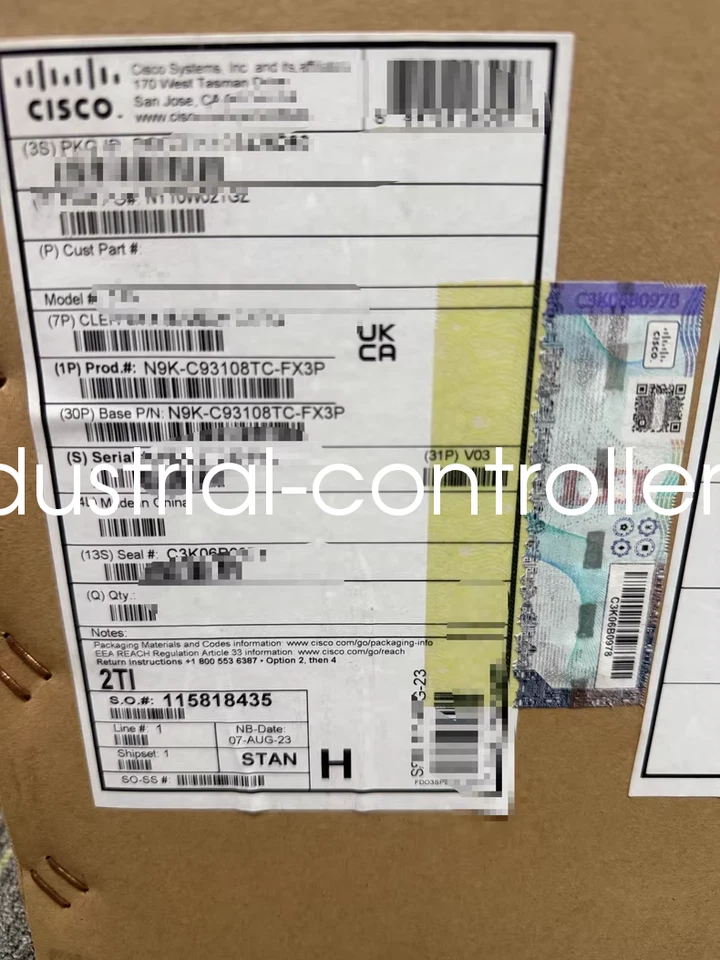 CISCO
Cisco Systems, Inc. and its affiliates
170 West Tasman Drive
San Jose, CA
(3S) PKG ID
(P) Cust Part #:
Model #
(7P)
UK
CA
(1P) Prod.#: N9K-C93108TC-FX3P
(30P) Base P/N: N9K-C93108TC-FX3P
(S) Serial
(31P) V03
dustrial-controller
Made in China
(13S) Seal #:
(Q) Qty.:
Notes:
Packaging Materials and Codes information: www.cisco.com/go/packaging-info
EEA REACH Regulation Article 33 information: www.cisco.com/go/reach
Return Instructions +1 800 553 6387 • Option 2, then 4
2TI
S.O.#: 115818435
Line #: 1
NB-Date:
07-AUG-23
Shipset: 1
STAN
H
SO-SS #:
G-23
C3K06B0978
CISCO
C3K06B0978